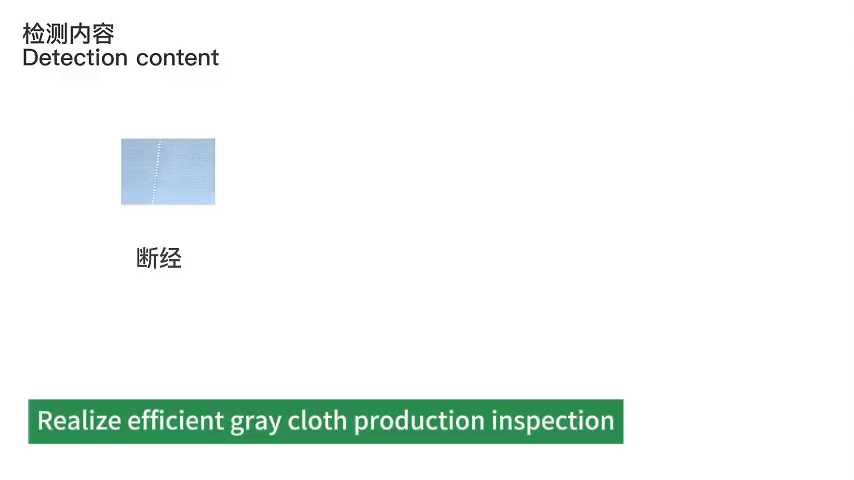 检测内容
Detection content
断经
Realize efficient gray cloth production inspection